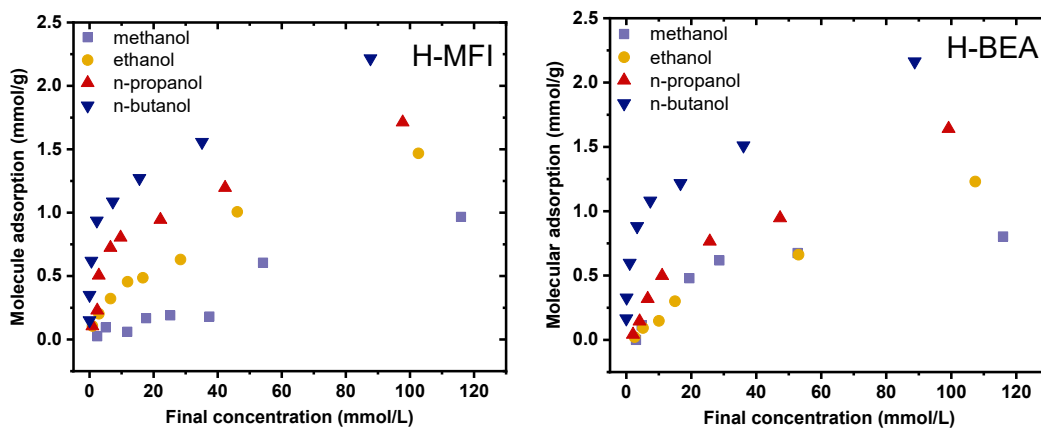 H-MFI
methanol
ethanol
n-propanol
n-butanol
Molecule adsorption (mmol/g)
2.5
2.0
1.5
1.0
0.5
0.0
0 20 40 60 80 100 120
Final concentration (mmol/L)
H-BEA
methanol
ethanol
n-propanol
n-butanol
Molecular adsorption (mmol/g)
2.5
2.0
1.5
1.0
0.5
0.0
0 20 40 60 80 100 120
Final concentration (mmol/L)